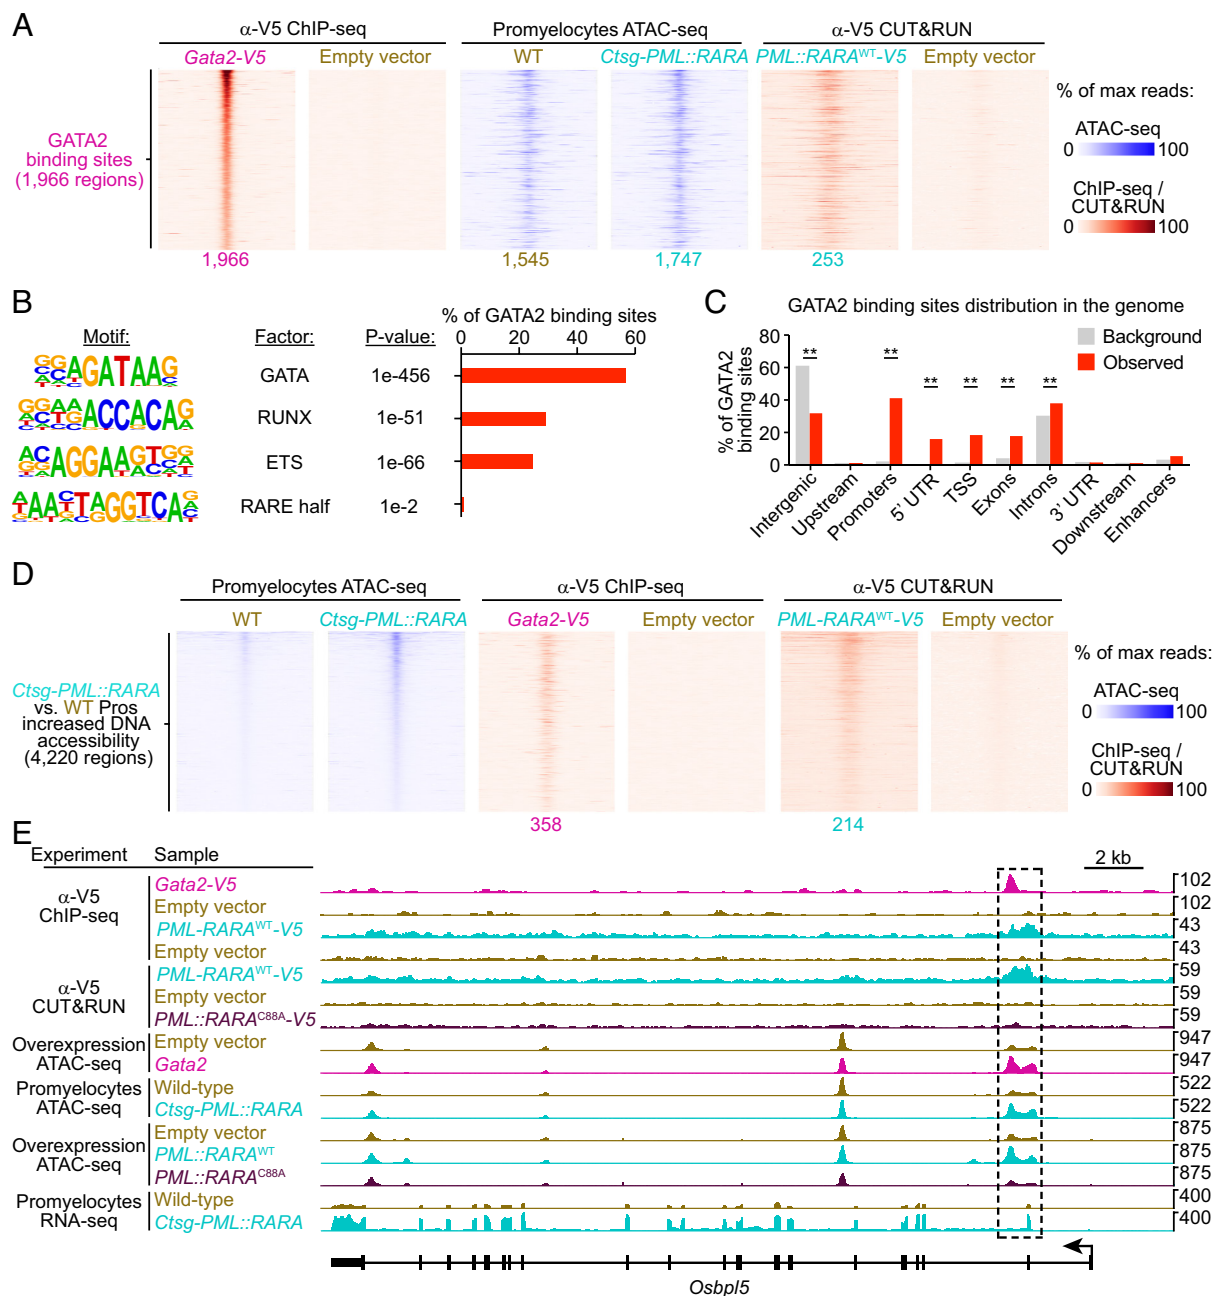 A
α-V5 ChIP-seq
Promyelocytes ATAC-seq
α-V5 CUT&RUN
Gata2-V5
Empty vector
WT
Ctsg-PML::RARA
PML::RARAWT-V5
Empty vector
GATA2
binding sites
(1,966 regions)
1,966
1,545
1,747
253
% of max reads:
ATAC-seq
0 100
ChIP-seq /
CUT&RUN
0 100
B
Motif:
Factor:
P-value:
% of GATA2 binding sites
0 20 40 60
GATA
1e-456
RUNX
1e-51
ETS
1e-66
RARE half
1e-2
C
GATA2 binding sites distribution in the genome
% of GATA2
binding sites
80
60
40
20
0
Background
Observed
** ** ** ** ** **
Intergenic
Upstream
Promoters
5' UTR
TSS
Exons
Introns
3' UTR
Downstream
Enhancers
D
Promyelocytes ATAC-seq
α-V5 ChIP-seq
α-V5 CUT&RUN
WT
Ctsg-PML::RARA
Gata2-V5
Empty vector
PML-RARAWT-V5
Empty vector
Ctsg-PML::RARA
vs. WT Pros
increased DNA
accessibility
(4,220 regions)
358
214
% of max reads:
ATAC-seq
0 100
ChIP-seq /
CUT&RUN
0 100
E
Experiment Sample
2 kb
α-V5
ChIP-seq
Gata2-V5 102
Empty vector 102
PML-RARAWT-V5 43
Empty vector 43
α-V5
CUT&RUN
PML-RARAWT-V5 59
Empty vector 59
PML::RARAC88A-V5 59
Overexpression
ATAC-seq
Empty vector 947
Gata2 947
Promyelocytes
ATAC-seq
Wild-type 522
Ctsg-PML::RARA 522
Overexpression
ATAC-seq
Empty vector 875
PML::RARAWT 875
PML::RARAC88A 875
Promyelocytes
RNA-seq
Wild-type 400
Ctsg-PML::RARA 400
Osbpl5